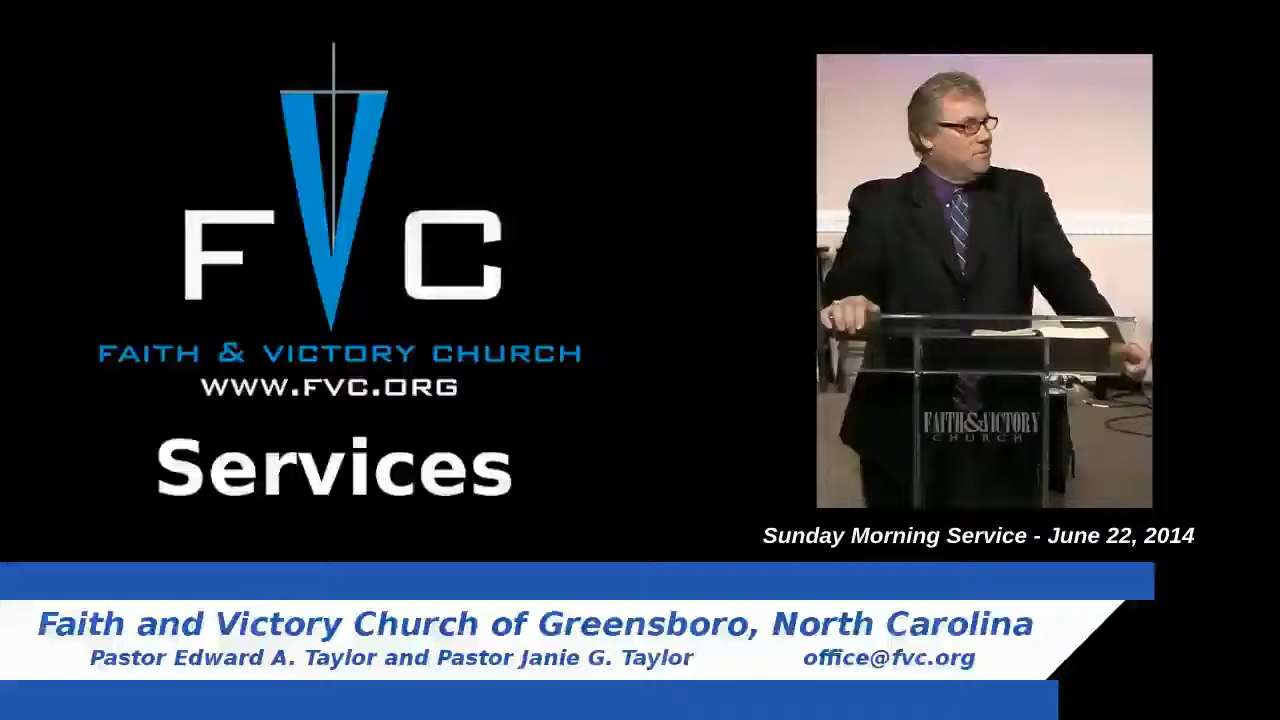 F V C
FAITH & VICTORY CHURCH
WWW.FVC.ORG
Services
FAITH & VICTORY
CHURCH
Sunday Morning Service - June 22, 2014
Faith and Victory Church of Greensboro, North Carolina
Pastor Edward A. Taylor and Pastor Janie G. Taylor office@fvc.org